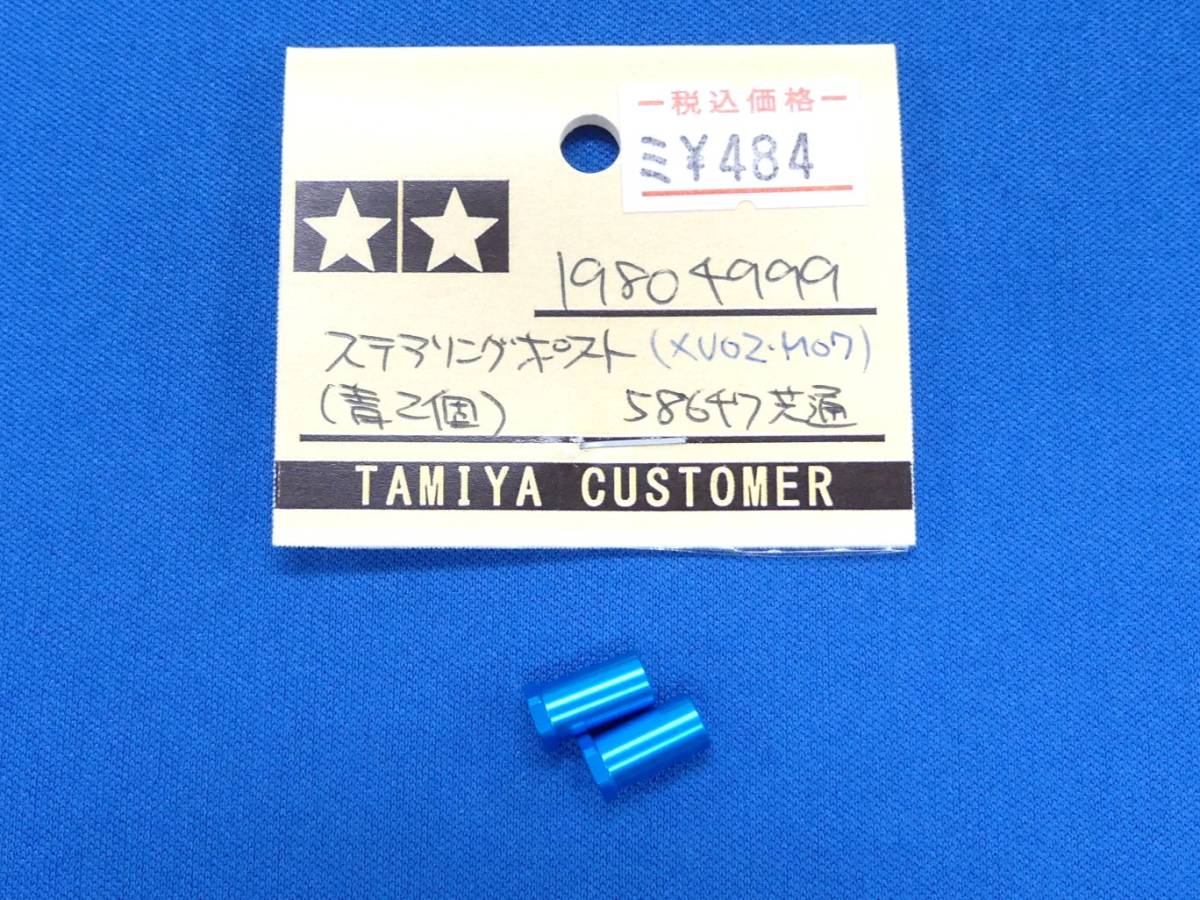 ー税込価格ー
ミ¥484
19804999
ステアリングポスト(XV02・M07)
(青2個) 58647共通
TAMIYA CUSTOMER